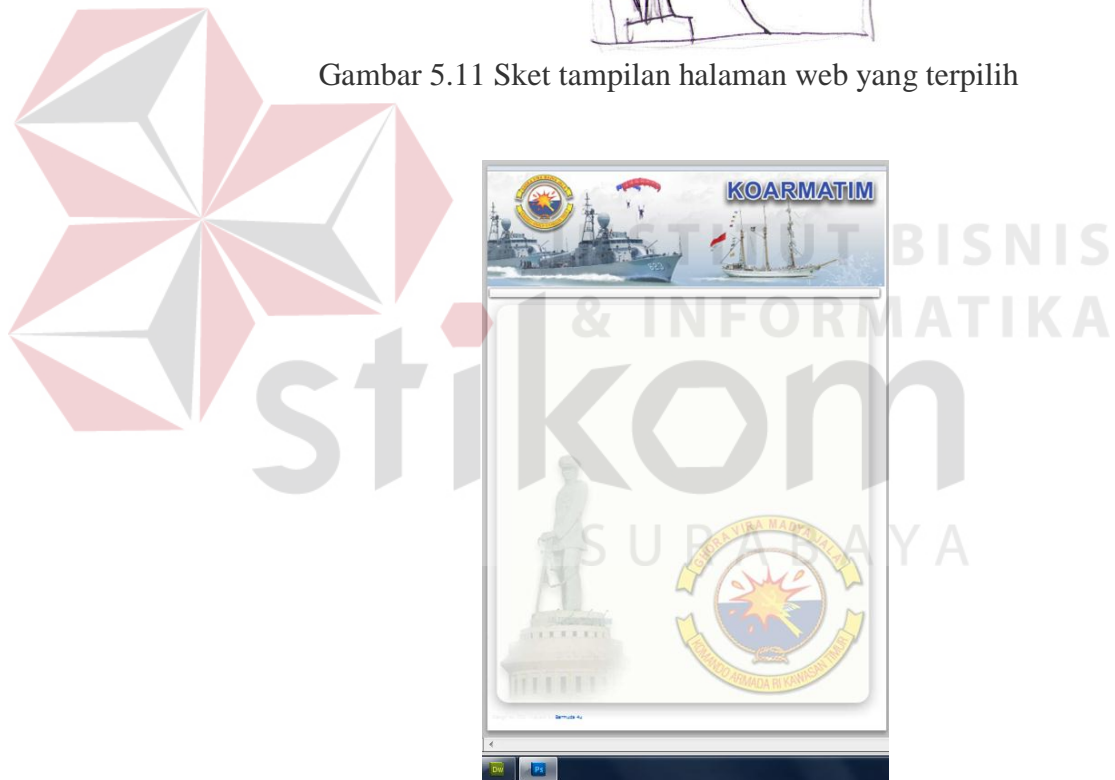 Gambar 5.11 Sket tampilan halaman web yang terpilih
KOARMATIM
INSTITUT BISNIS
& INFORMATIKA
stikom
SURABAYA
623
GHORA VIRA MADYA JALA
KOMANDO ARMADA RI KAWASAN TIMUR
Dw
Ps